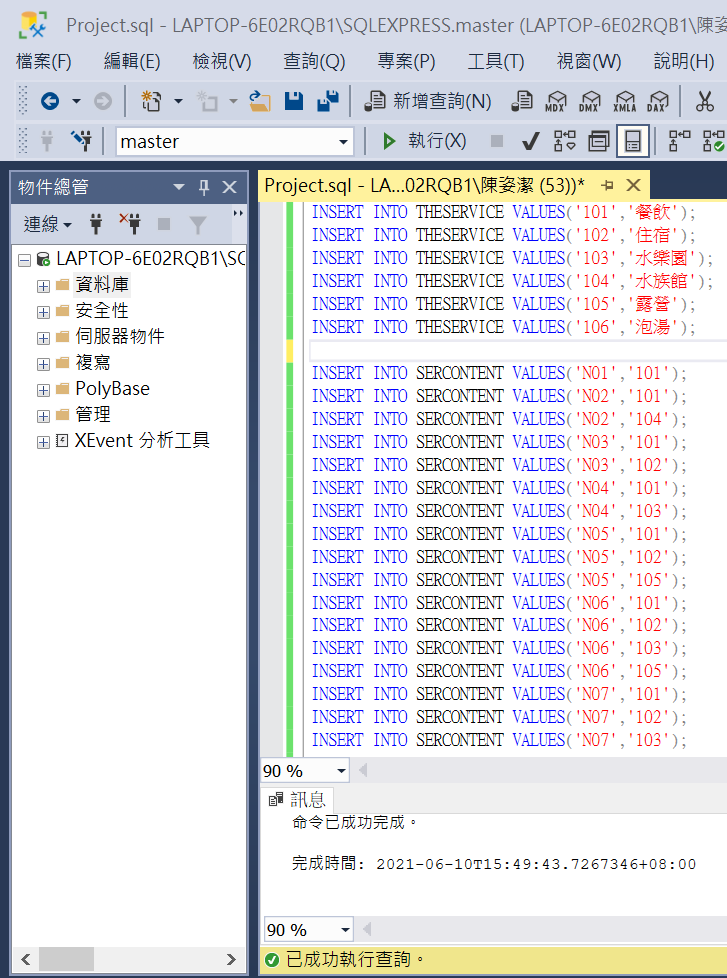 Project.sql - LAPTOP-6E02RQB1\SQLEXPRESS.master (LAPTOP-6E02RQB1\陳姿
檔案(F) 編輯(E) 檢視(V) 查詢(Q) 專案(P) 工具(T) 視窗(W) 說明(H)
新增查詢(N) MDX DMX XMLA DAX
master 執行(X)
物件總管
連線
LAPTOP-6E02RQB1\SC
資料庫
安全性
伺服器物件
複寫
PolyBase
管理
XEvent 分析工具
Project.sql - LA...02RQB1\陳姿潔 (53))*
INSERT INTO THESERVICE VALUES('101','餐飲');
INSERT INTO THESERVICE VALUES('102','住宿');
INSERT INTO THESERVICE VALUES('103','水樂園');
INSERT INTO THESERVICE VALUES('104','水族館');
INSERT INTO THESERVICE VALUES('105','露營');
INSERT INTO THESERVICE VALUES('106','泡湯');
INSERT INTO SERCONTENT VALUES('N01','101');
INSERT INTO SERCONTENT VALUES('N02','101');
INSERT INTO SERCONTENT VALUES('N02','104');
INSERT INTO SERCONTENT VALUES('N03','101');
INSERT INTO SERCONTENT VALUES('N03','102');
INSERT INTO SERCONTENT VALUES('N04','101');
INSERT INTO SERCONTENT VALUES('N04','103');
INSERT INTO SERCONTENT VALUES('N05','101');
INSERT INTO SERCONTENT VALUES('N05','102');
INSERT INTO SERCONTENT VALUES('N05','105');
INSERT INTO SERCONTENT VALUES('N06','101');
INSERT INTO SERCONTENT VALUES('N06','102');
INSERT INTO SERCONTENT VALUES('N06','103');
INSERT INTO SERCONTENT VALUES('N06','105');
INSERT INTO SERCONTENT VALUES('N07','101');
INSERT INTO SERCONTENT VALUES('N07','102');
INSERT INTO SERCONTENT VALUES('N07','103');
90 %
訊息
命令已成功完成。
完成時間: 2021-06-10T15:49:43.7267346+08:00
90 %
已成功執行查詢。